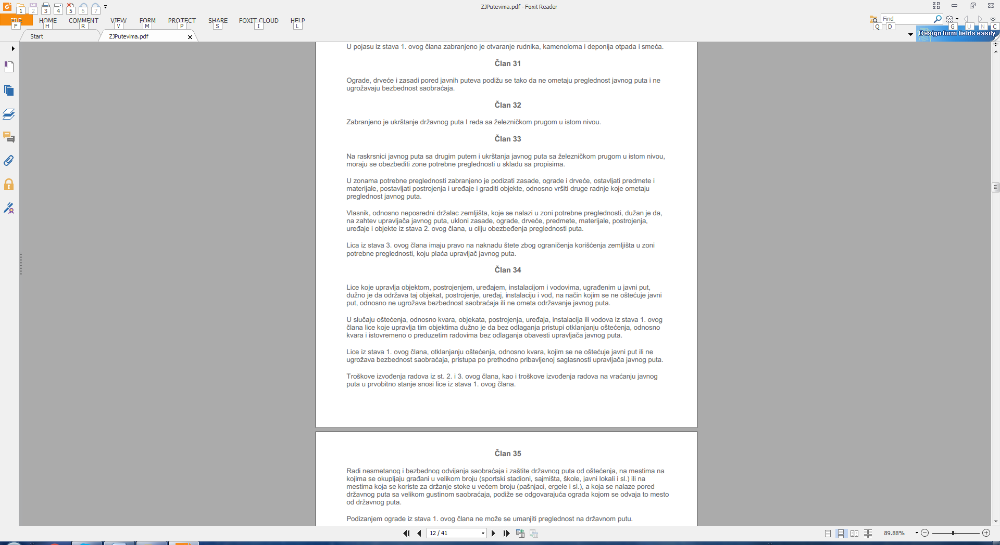 ZJPutevima.pdf - Foxit Reader
1 2 3 4 5 6 7
FILE HOME COMMENT VIEW FORM PROTECT SHARE FOXIT CLOUD HELP
Find
F H R V M P S I L Q D G U N C
Start ZJPutevima.pdf
Design form fields easily
U pojasu iz stava 1. ovog člana zabranjeno je otvaranje rudnika, kamenoloma i deponija otpada i smeća.
Član 31
Ograde, drveće i zasadi pored javnih puteva podižu se tako da ne ometaju preglednost javnog puta i ne
ugrožavaju bezbednost saobraćaja.
Član 32
Zabranjeno je ukrštanje državnog puta I reda sa železničkom prugom u istom nivou.
Član 33
Na raskrsnici javnog puta sa drugim putem i ukrštanja javnog puta sa železničkom prugom u istom nivou,
moraju se obezbediti zone potrebne preglednosti u skladu sa propisima.
U zonama potrebne preglednosti zabranjeno je podizati zasade, ograde i drveće, ostavljati predmete i
materijale, postavljati postrojenja i uređaje i graditi objekte, odnosno vršiti druge radnje koje ometaju
preglednost javnog puta.
Vlasnik, odnosno neposredni držalac zemljišta, koje se nalazi u zoni potrebne preglednosti, dužan je da,
na zahtev upravljača javnog puta, ukloni zasade, ograde, drveće, predmete, materijale, postrojenja,
uređaje i objekte iz stava 2. ovog člana, u cilju obezbeđenja preglednosti puta.
Lica iz stava 3. ovog člana imaju pravo na naknadu štete zbog ograničenja korišćenja zemljišta u zoni
potrebne preglednosti, koju plaća upravljač javnog puta.
Član 34
Lice koje upravlja objektom, postrojenjem, uređajem, instalacijom i vodovima, ugrađenim u javni put,
dužno je da održava taj objekat, postrojenje, uređaj, instalaciju i vod, na način kojim se ne oštećuje javni
put, odnosno ne ugrožava bezbednost saobraćaja ili ne ometa održavanje javnog puta.
U slučaju oštećenja, odnosno kvara, objekata, postrojenja, uređaja, instalacija ili vodova iz stava 1. ovog
člana lice koje upravlja tim objektima dužno je da bez odlaganja pristupi otklanjanju oštećenja, odnosno
kvara i istovremeno o preduzetim radovima bez odlaganja obavesti upravljača javnog puta.
Lice iz stava 1. ovog člana, otklanjanju oštećenja, odnosno kvara, kojim se ne oštećuje javni put ili ne
ugrožava bezbednost saobraćaja, pristupa po prethodno pribavljenoj saglasnosti upravljača javnog puta.
Troškove izvođenja radova iz st. 2. i 3. ovog člana, kao i troškove izvođenja radova na vraćanju javnog
puta u prvobitno stanje snosi lice iz stava 1. ovog člana.
Član 35
Radi nesmetanog i bezbednog odvijanja saobraćaja i zaštite državnog puta od oštećenja, na mestima na
kojima se okupljaju građani u velikom broju (sportski stadioni, sajmišta, škole, javni lokali i sl.) ili na
mestima koja se koriste za držanje stoke u većem broju (pašnjaci, ergele i sl.), a koja se nalaze pored
državnog puta sa velikom gustinom saobraćaja, podiže se odgovarajuća ograda kojom se odvaja to mesto
od državnog puta.
Podizanjem ograde iz stava 1. ovog člana ne može se umanjiti preglednost na državnom putu.
12 / 41
89.88%